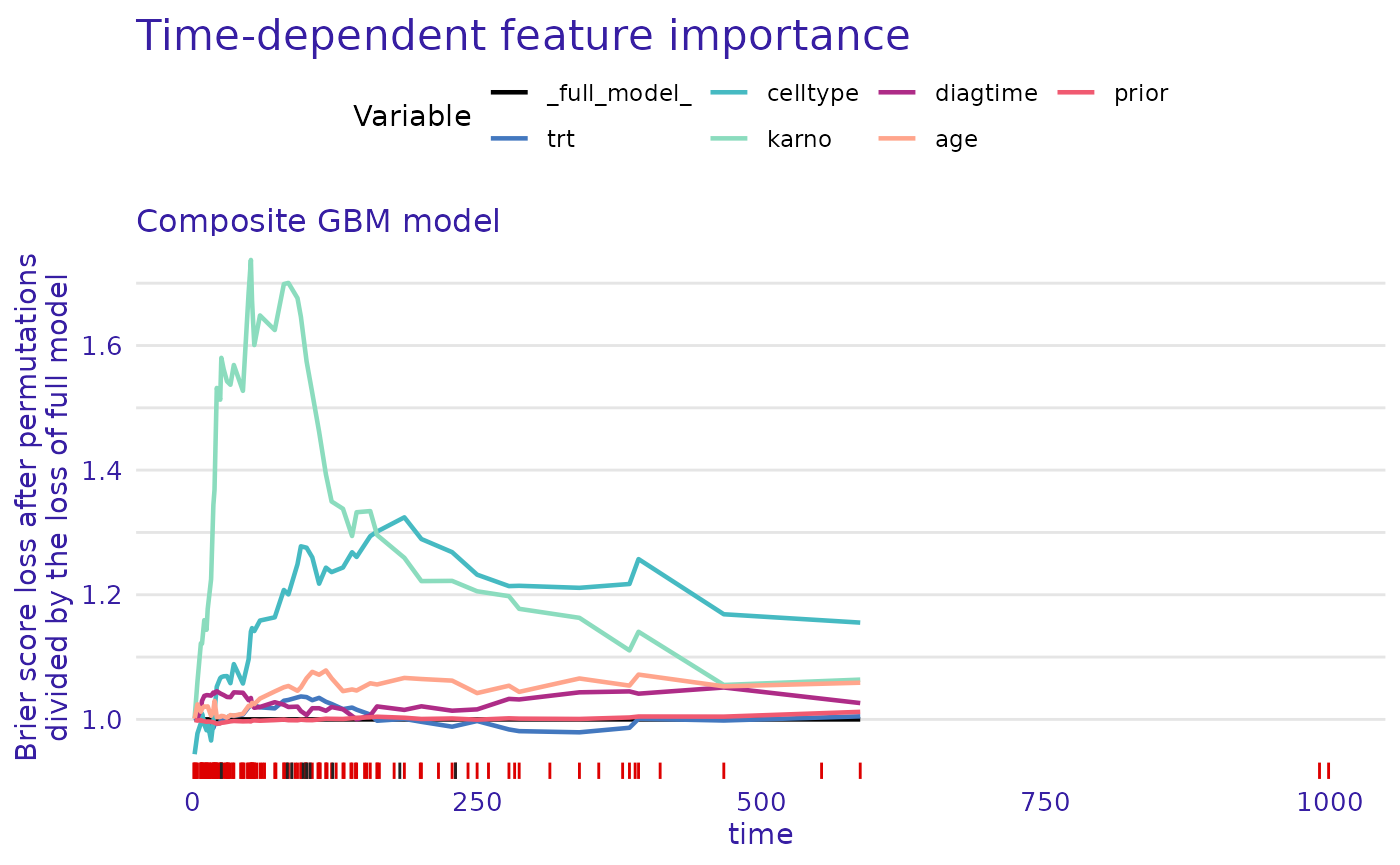 Time-dependent feature importance
Variable
_full_model_ celltype diagtime prior
trt karno age
Composite GBM model
Brier score loss after permutations
divided by the loss of full model
1.6
1.4
1.2
1.0
0 250 500 750 1000
time